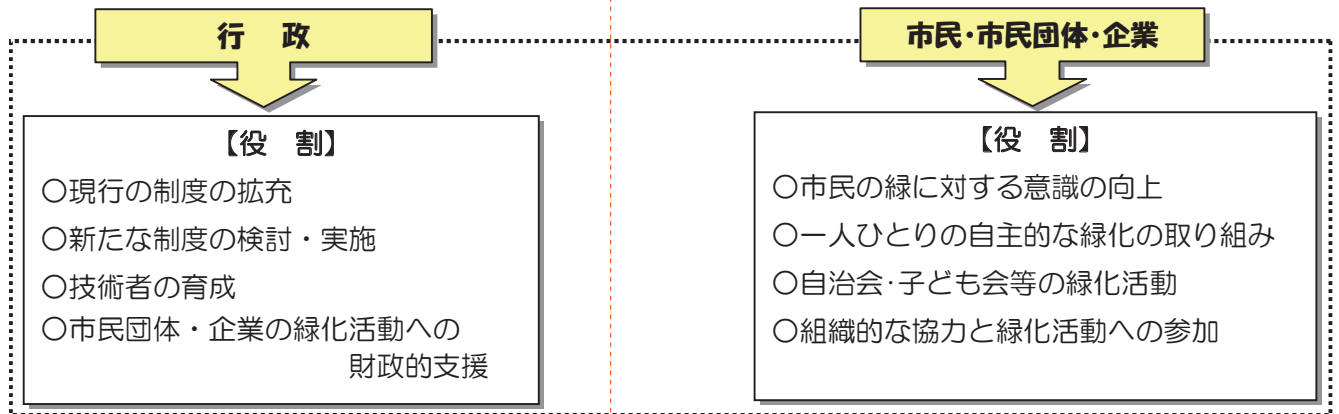 行　政
【役　割】
○現行の制度の拡充
○新たな制度の検討・実施
○技術者の育成
○市民団体・企業の緑化活動への
財政的支援
市民・市民団体・企業
【役　割】
○市民の緑に対する意識の向上
○一人ひとりの自主的な緑化の取り組み
○自治会・子ども会等の緑化活動
○組織的な協力と緑化活動への参加